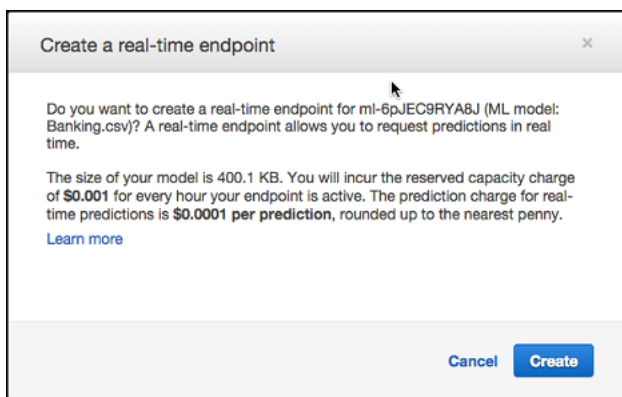 Create a real-time endpoint
×
Do you want to create a real-time endpoint for ml-6pJEC9RYA8J (ML model:
Banking.csv)? A real-time endpoint allows you to request predictions in real
time.
The size of your model is 400.1 KB. You will incur the reserved capacity charge
of $0.001 for every hour your endpoint is active. The prediction charge for real-
time predictions is $0.0001 per prediction, rounded up to the nearest penny.
Learn more
Cancel
Create